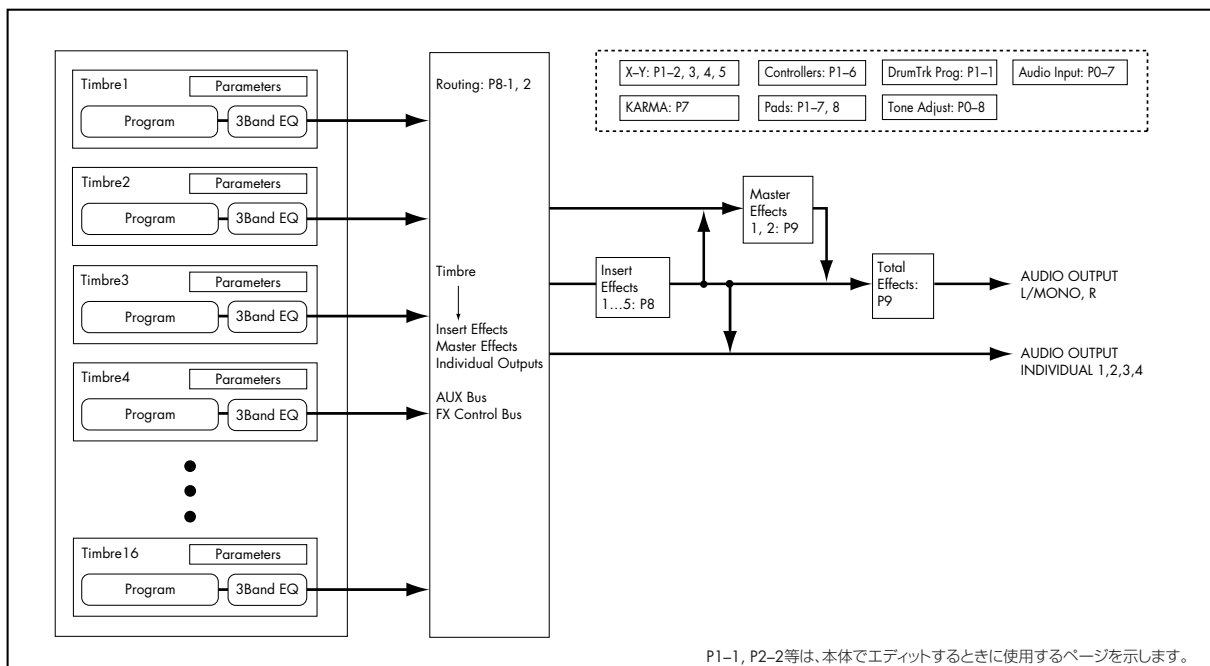 Timbre1
Parameters
Program
3Band EQ
Timbre2
Parameters
Program
3Band EQ
Timbre3
Parameters
Program
3Band EQ
Timbre4
Parameters
Program
3Band EQ
Timbre16
Parameters
Program
3Band EQ
Routing: P8-1, 2
Timbre
Insert Effects
Master Effects
Individual Outputs
AUX Bus
FX Control Bus
X–Y: P1–2, 3, 4, 5
Controllers: P1–6
DrumTrk Prog: P1–1
Audio Input: P0–7
KARMA: P7
Pads: P1–7, 8
Tone Adjust: P0–8
Master
Effects
1, 2: P9
Insert
Effects
1…5: P8
Total
Effects:
P9
AUDIO OUTPUT
L/MONO, R
AUDIO OUTPUT
INDIVIDUAL 1,2,3,4
P1–1, P2–2等は、本体でエディットするときに使用するページを示します。